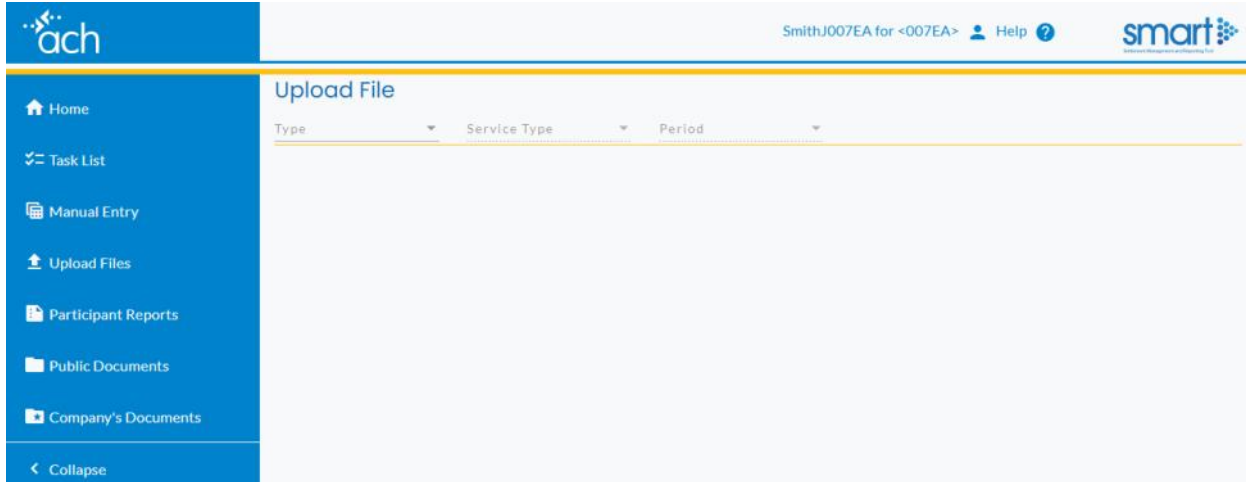 ach
SmithJ007EA for <007EA> Help ?
smart
Upload File
Type Service Type Period
Home
Task List
Manual Entry
Upload Files
Participant Reports
Public Documents
Company's Documents
Collapse